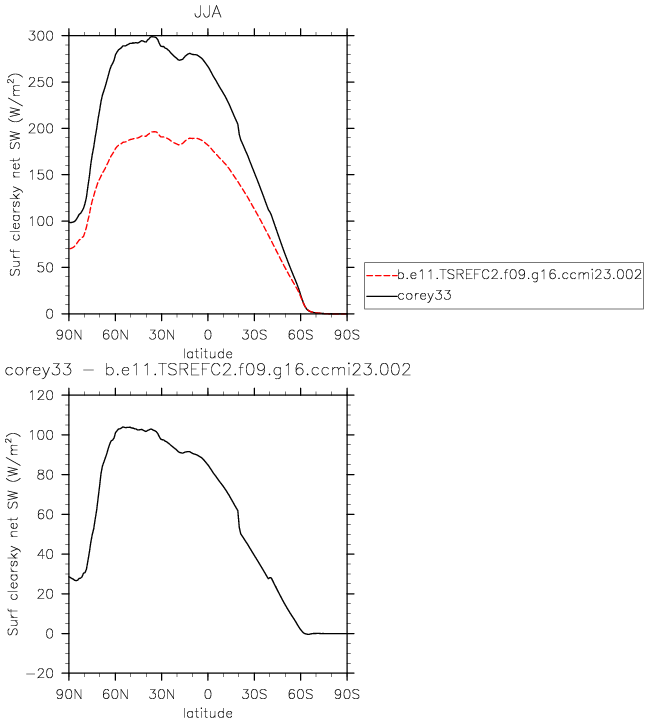 JJA
Surf clearsky net SW (W/m²)
300
250
200
150
100
50
0
90N 60N 30N 0 30S 60S 90S
latitude
b.e11.TSREFC2.f09.g16.ccmi23.002
corey33
corey33 − b.e11.TSREFC2.f09.g16.ccmi23.002
Surf clearsky net SW (W/m²)
120
100
80
60
40
20
0
−20
90N 60N 30N 0 30S 60S 90S
latitude